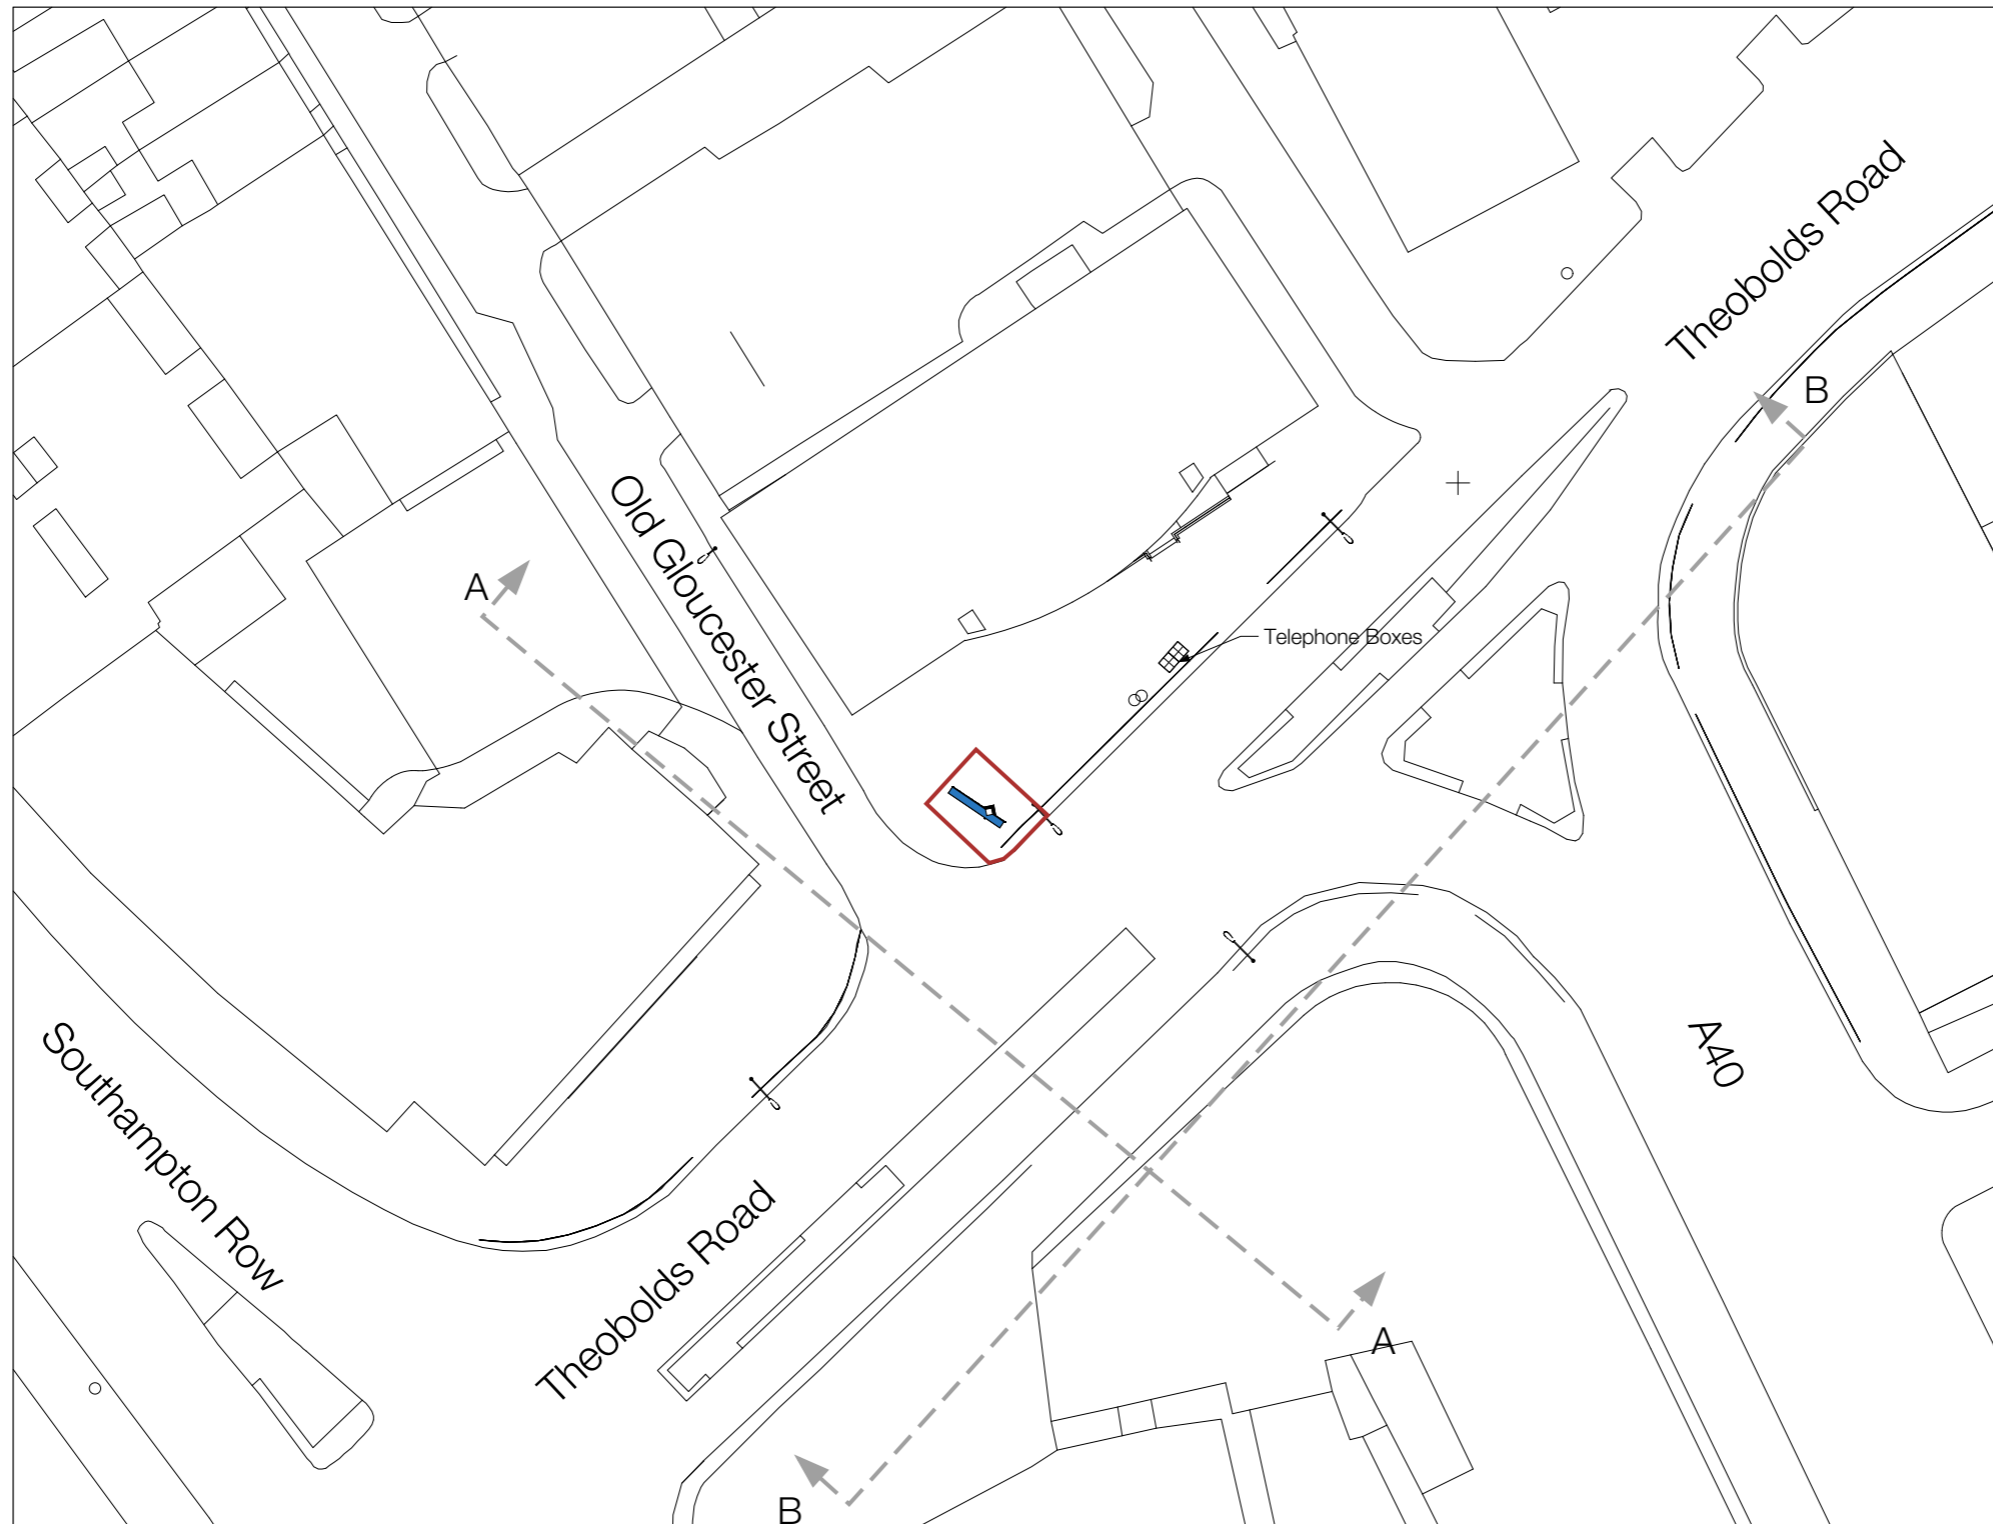 Theobolds Road
B
Old Gloucester Street
A
Telephone Boxes
Southampton Row
A40
Theobolds Road
A
B